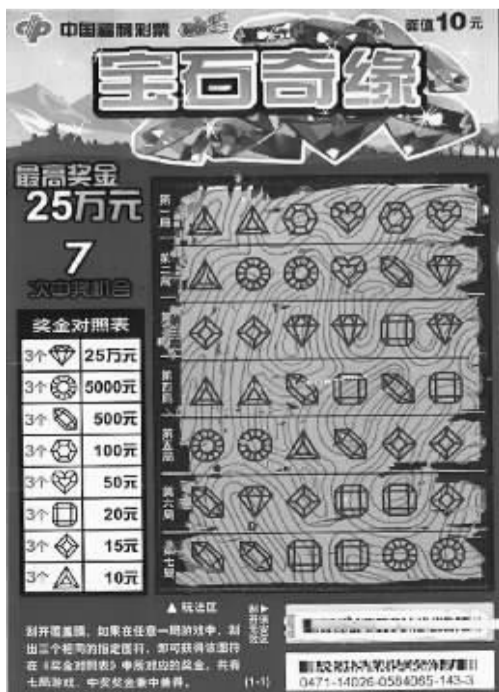 中国福利彩票
面值10元
宝石奇缘
最高奖金
25万元
7
次中奖机会
奖金对照表
3个 25万元
3个 5000元
3个 500元
3个 100元
3个 50元
3个 20元
3个 15元
3个 10元
第一局
第二局
第三局
第四局
第五局
第六局
第七局
▲玩法区
刮开覆盖膜，如果在任意一局游戏中，刮
出三个相同的指定图符，即可获得该图符
在《奖金对照表》中所对应的奖金，共有
七局游戏，中奖奖金兼中兼得。
(1-1)
0471-14026-0584065-143-3